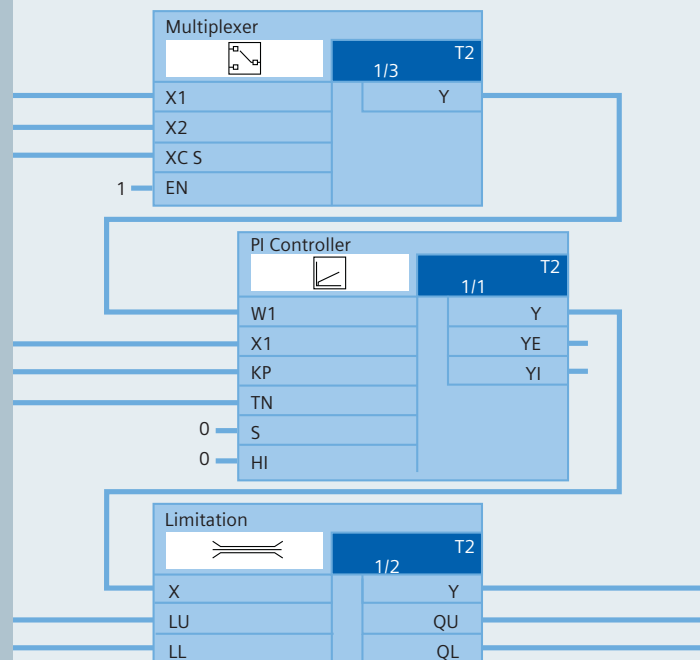 Multiplexer
T2
1/3
X1
Y
X2
XC S
1
EN
PI Controller
T2
1/1
W1
Y
X1
YE
KP
YI
TN
0
S
0
HI
Limitation
T2
1/2
X
Y
LU
QU
LL
QL